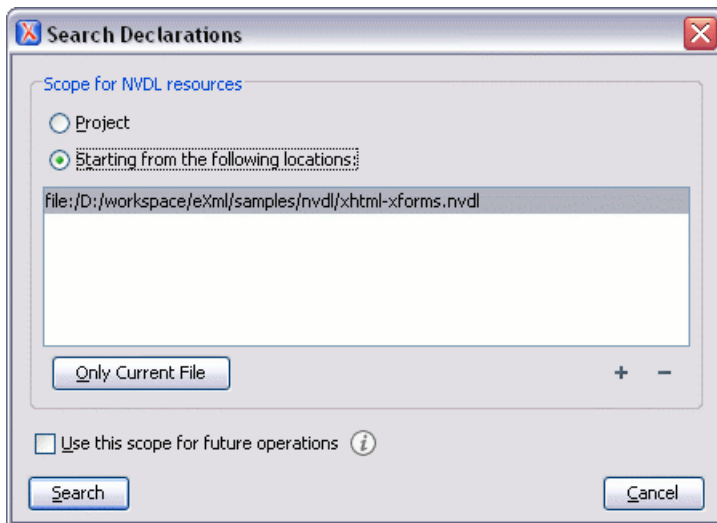 Search Declarations
Scope for NVDL resources
Project
Starting from the following locations:
file:/D:/workspace/eXml/samples/nvdl/xhtml-xforms.nvdl
Only Current File
+ −
Use this scope for future operations i
Search Cancel